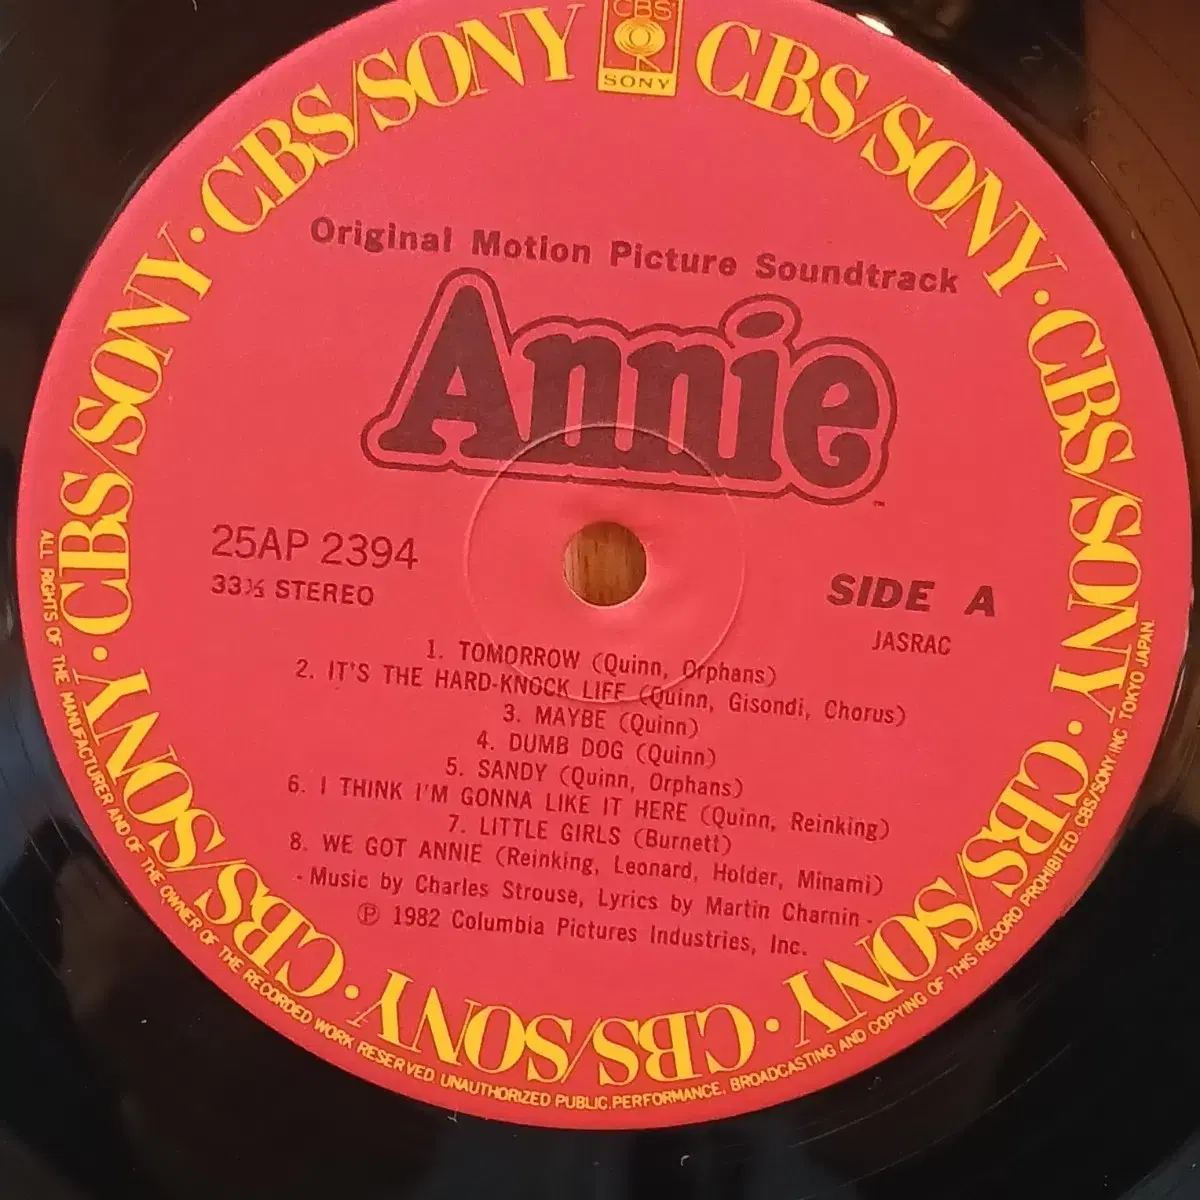 CBS
SONY
CBS/SONY · CBS/SONY · CBS/SONY · CBS/SONY · CBS/SONY · CBS/SONY · CBS/SONY · CBS/SONY
Original Motion Picture Soundtrack
Annie™
25AP 2394
33⅓ STEREO
SIDE A
JASRAC
1. TOMORROW (Quinn, Orphans)
2. IT'S THE HARD-KNOCK LIFE (Quinn, Gisondi, Chorus)
3. MAYBE (Quinn)
4. DUMB DOG (Quinn)
5. SANDY (Quinn, Orphans)
6. I THINK I'M GONNA LIKE IT HERE (Quinn, Reinking)
7. LITTLE GIRLS (Burnett)
8. WE GOT ANNIE (Reinking, Leonard, Holder, Minami)
- Music by Charles Strouse, Lyrics by Martin Charnin -
℗ 1982 Columbia Pictures Industries, Inc.
ALL RIGHTS OF THE MANUFACTURER AND OF THE OWNER OF THE RECORDED WORK RESERVED. UNAUTHORIZED PUBLIC.PERFORMANCE, BROADCASTING AND COPYING OF THIS RECORD PROHIBITED. CBS/SONY INC TOKYO JAPAN.